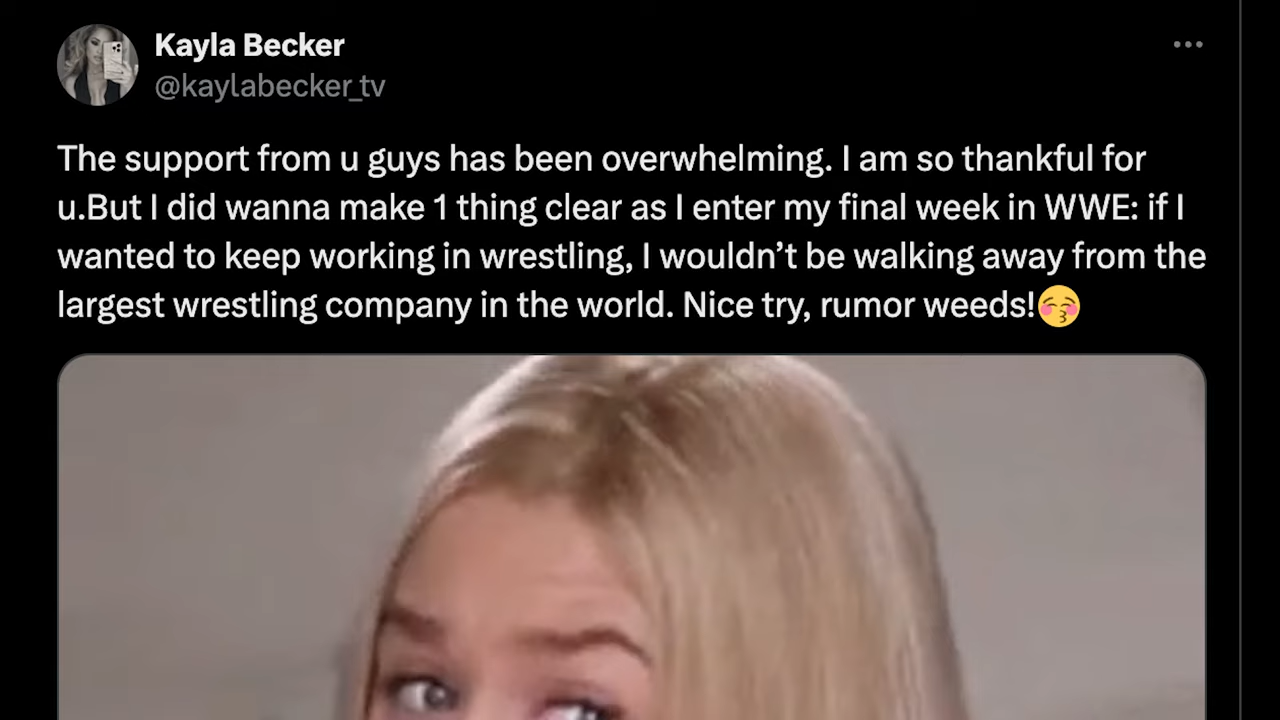 Kayla Becker
@kaylabecker_tv
The support from u guys has been overwhelming. I am so thankful for
u.But I did wanna make 1 thing clear as I enter my final week in WWE: if I
wanted to keep working in wrestling, I wouldn’t be walking away from the
largest wrestling company in the world. Nice try, rumor weeds!😚